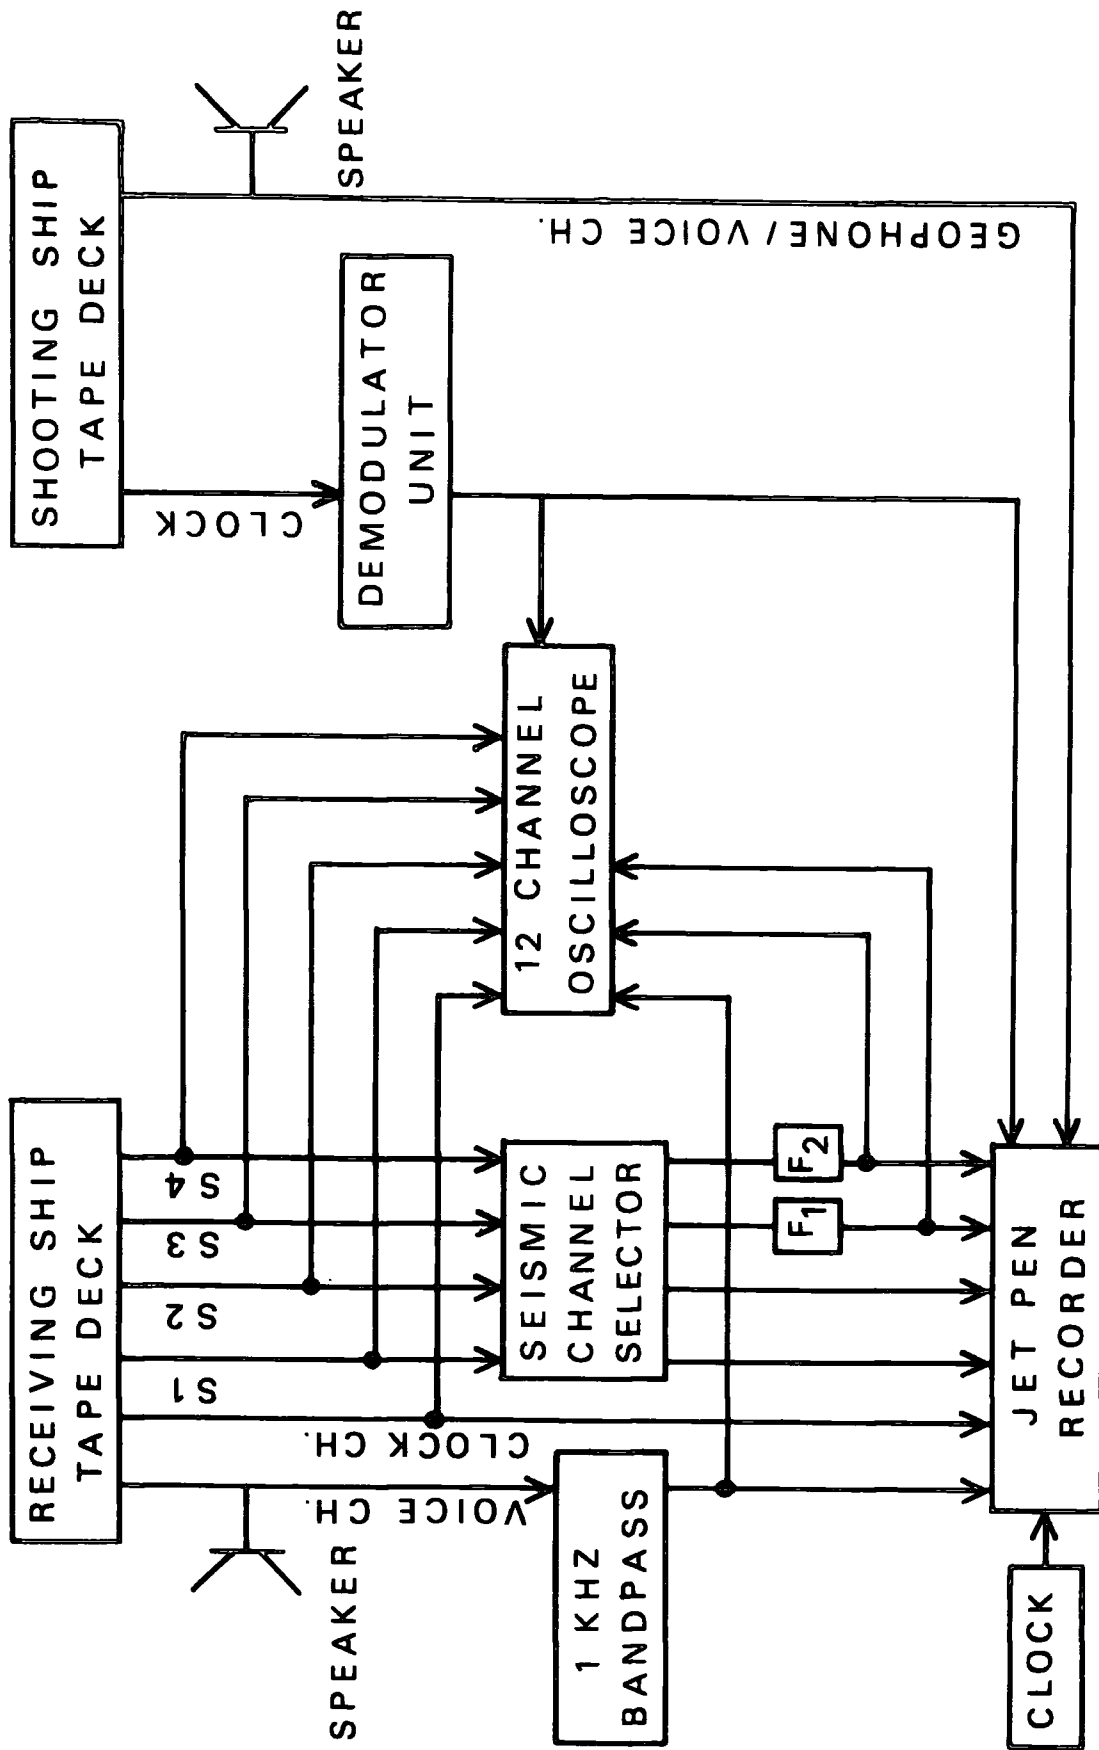 RECEIVING SHIP
TAPE DECK
SHOOTING SHIP
TAPE DECK
SPEAKER
VOICE CH.
CLOCK CH.
S1
S2
S3
S4
CLOCK
SPEAKER
GEOPHONE / VOICE CH.
DEMODULATOR
UNIT
1 KHZ
BANDPASS
SEISMIC
CHANNEL
SELECTOR
12 CHANNEL
OSCILLOSCOPE
F1
F2
CLOCK
JET PEN
RECORDER